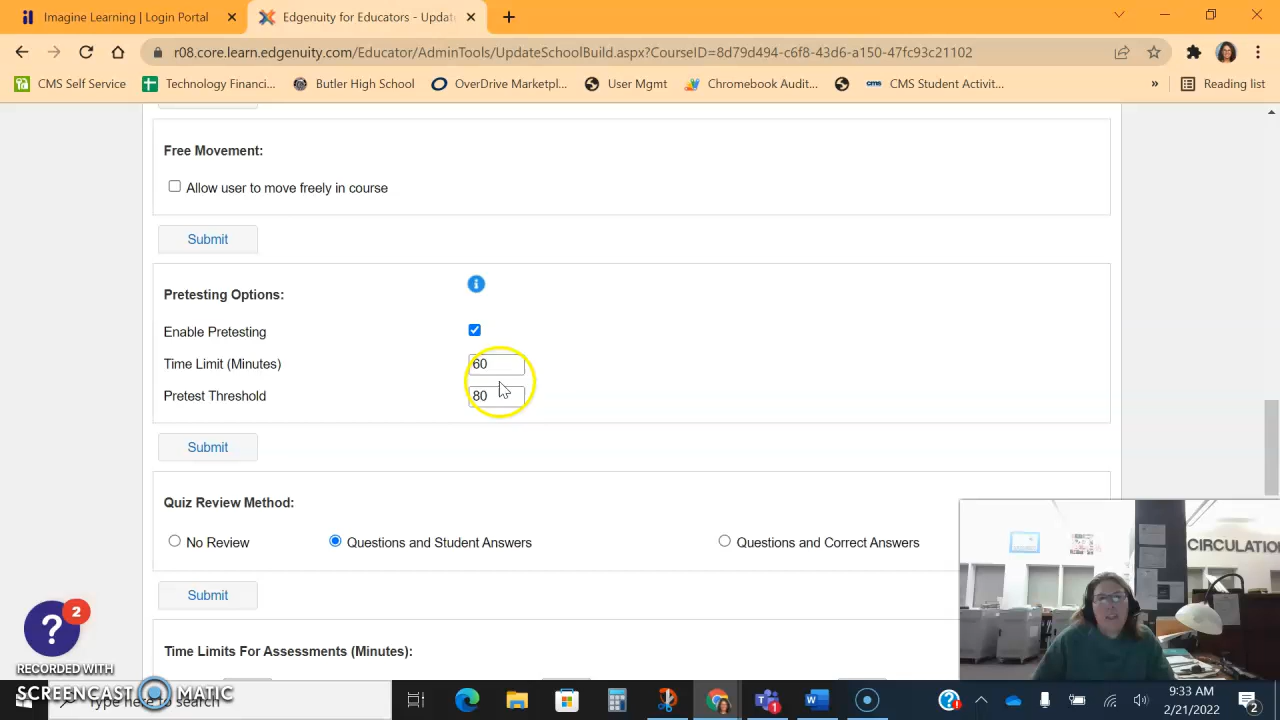 Imagine Learning | Login Portal
Edgenuity for Educators - Updat
r08.core.learn.edgenuity.com/Educator/AdminTools/UpdateSchoolBuild.aspx?CourseID=8d79d494-c6f8-43d6-a150-47fc93c21102
CMS Self Service
Technology Financi...
Butler High School
OverDrive Marketpl...
User Mgmt
Chromebook Audit...
cms
CMS Student Activit...
»
Reading list
Free Movement:
Allow user to move freely in course
Submit
Pretesting Options:
Enable Pretesting
Time Limit (Minutes)
60
Pretest Threshold
80
Submit
Quiz Review Method:
No Review
Questions and Student Answers
Questions and Correct Answers
Submit
CIRCULATIO
?
2
Time Limits For Assessments (Minutes):
RECORDED WITH
SCREENCAST MATIC
Type here to search
9:33 AM
2/21/2022
2